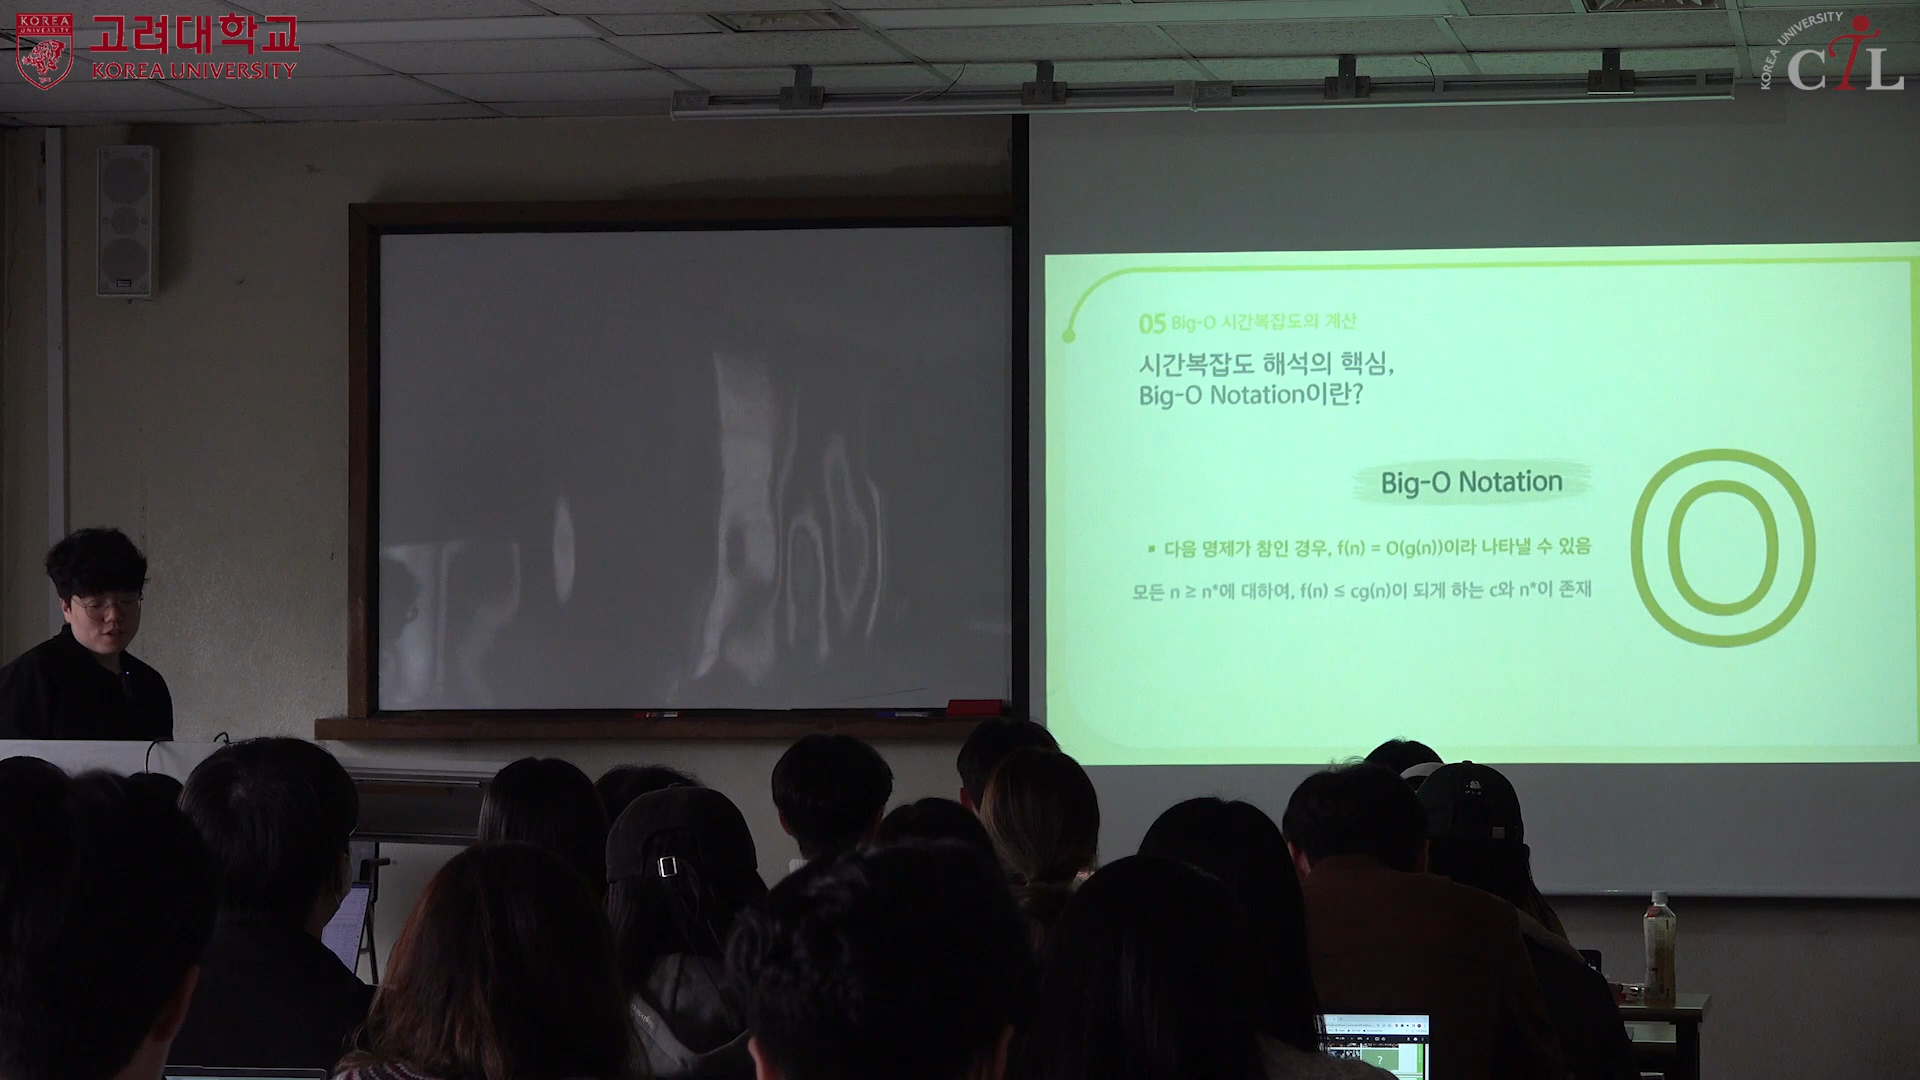 KOREA
UNIVERSITY
고려대학교
KOREA UNIVERSITY
KOREA UNIVERSITY
CTL
05 Big-O 시간복잡도의 계산
시간복잡도 해석의 핵심,
Big-O Notation이란?
Big-O Notation
▪ 다음 명제가 참인 경우, f(n) = O(g(n))이라 나타낼 수 있음
모든 n ≥ n*에 대하여, f(n) ≤ cg(n)이 되게 하는 c와 n*이 존재
O
?